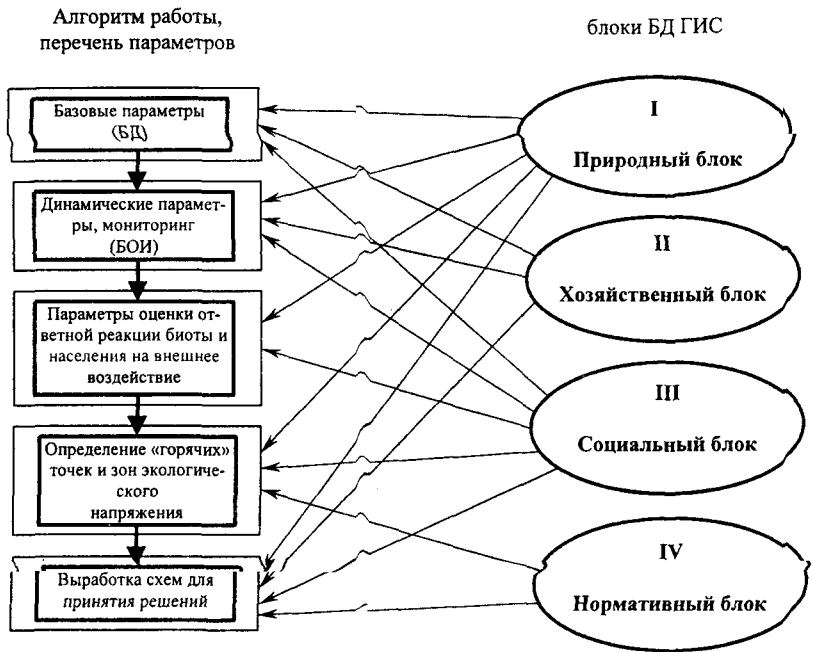 Алгоритм работы,
перечень параметров
блоки БД ГИС
Базовые параметры
(БД)
Динамические парамет-
ры, мониторинг
(БОИ)
Параметры оценки от-
ветной реакции биоты и
населения на внешнее
воздействие
Определение «горячих»
точек и зон экологиче-
ского
напряжения
Выработка схем для
принятия решений
I
Природный блок
II
Хозяйственный блок
III
Социальный блок
IV
Нормативный блок